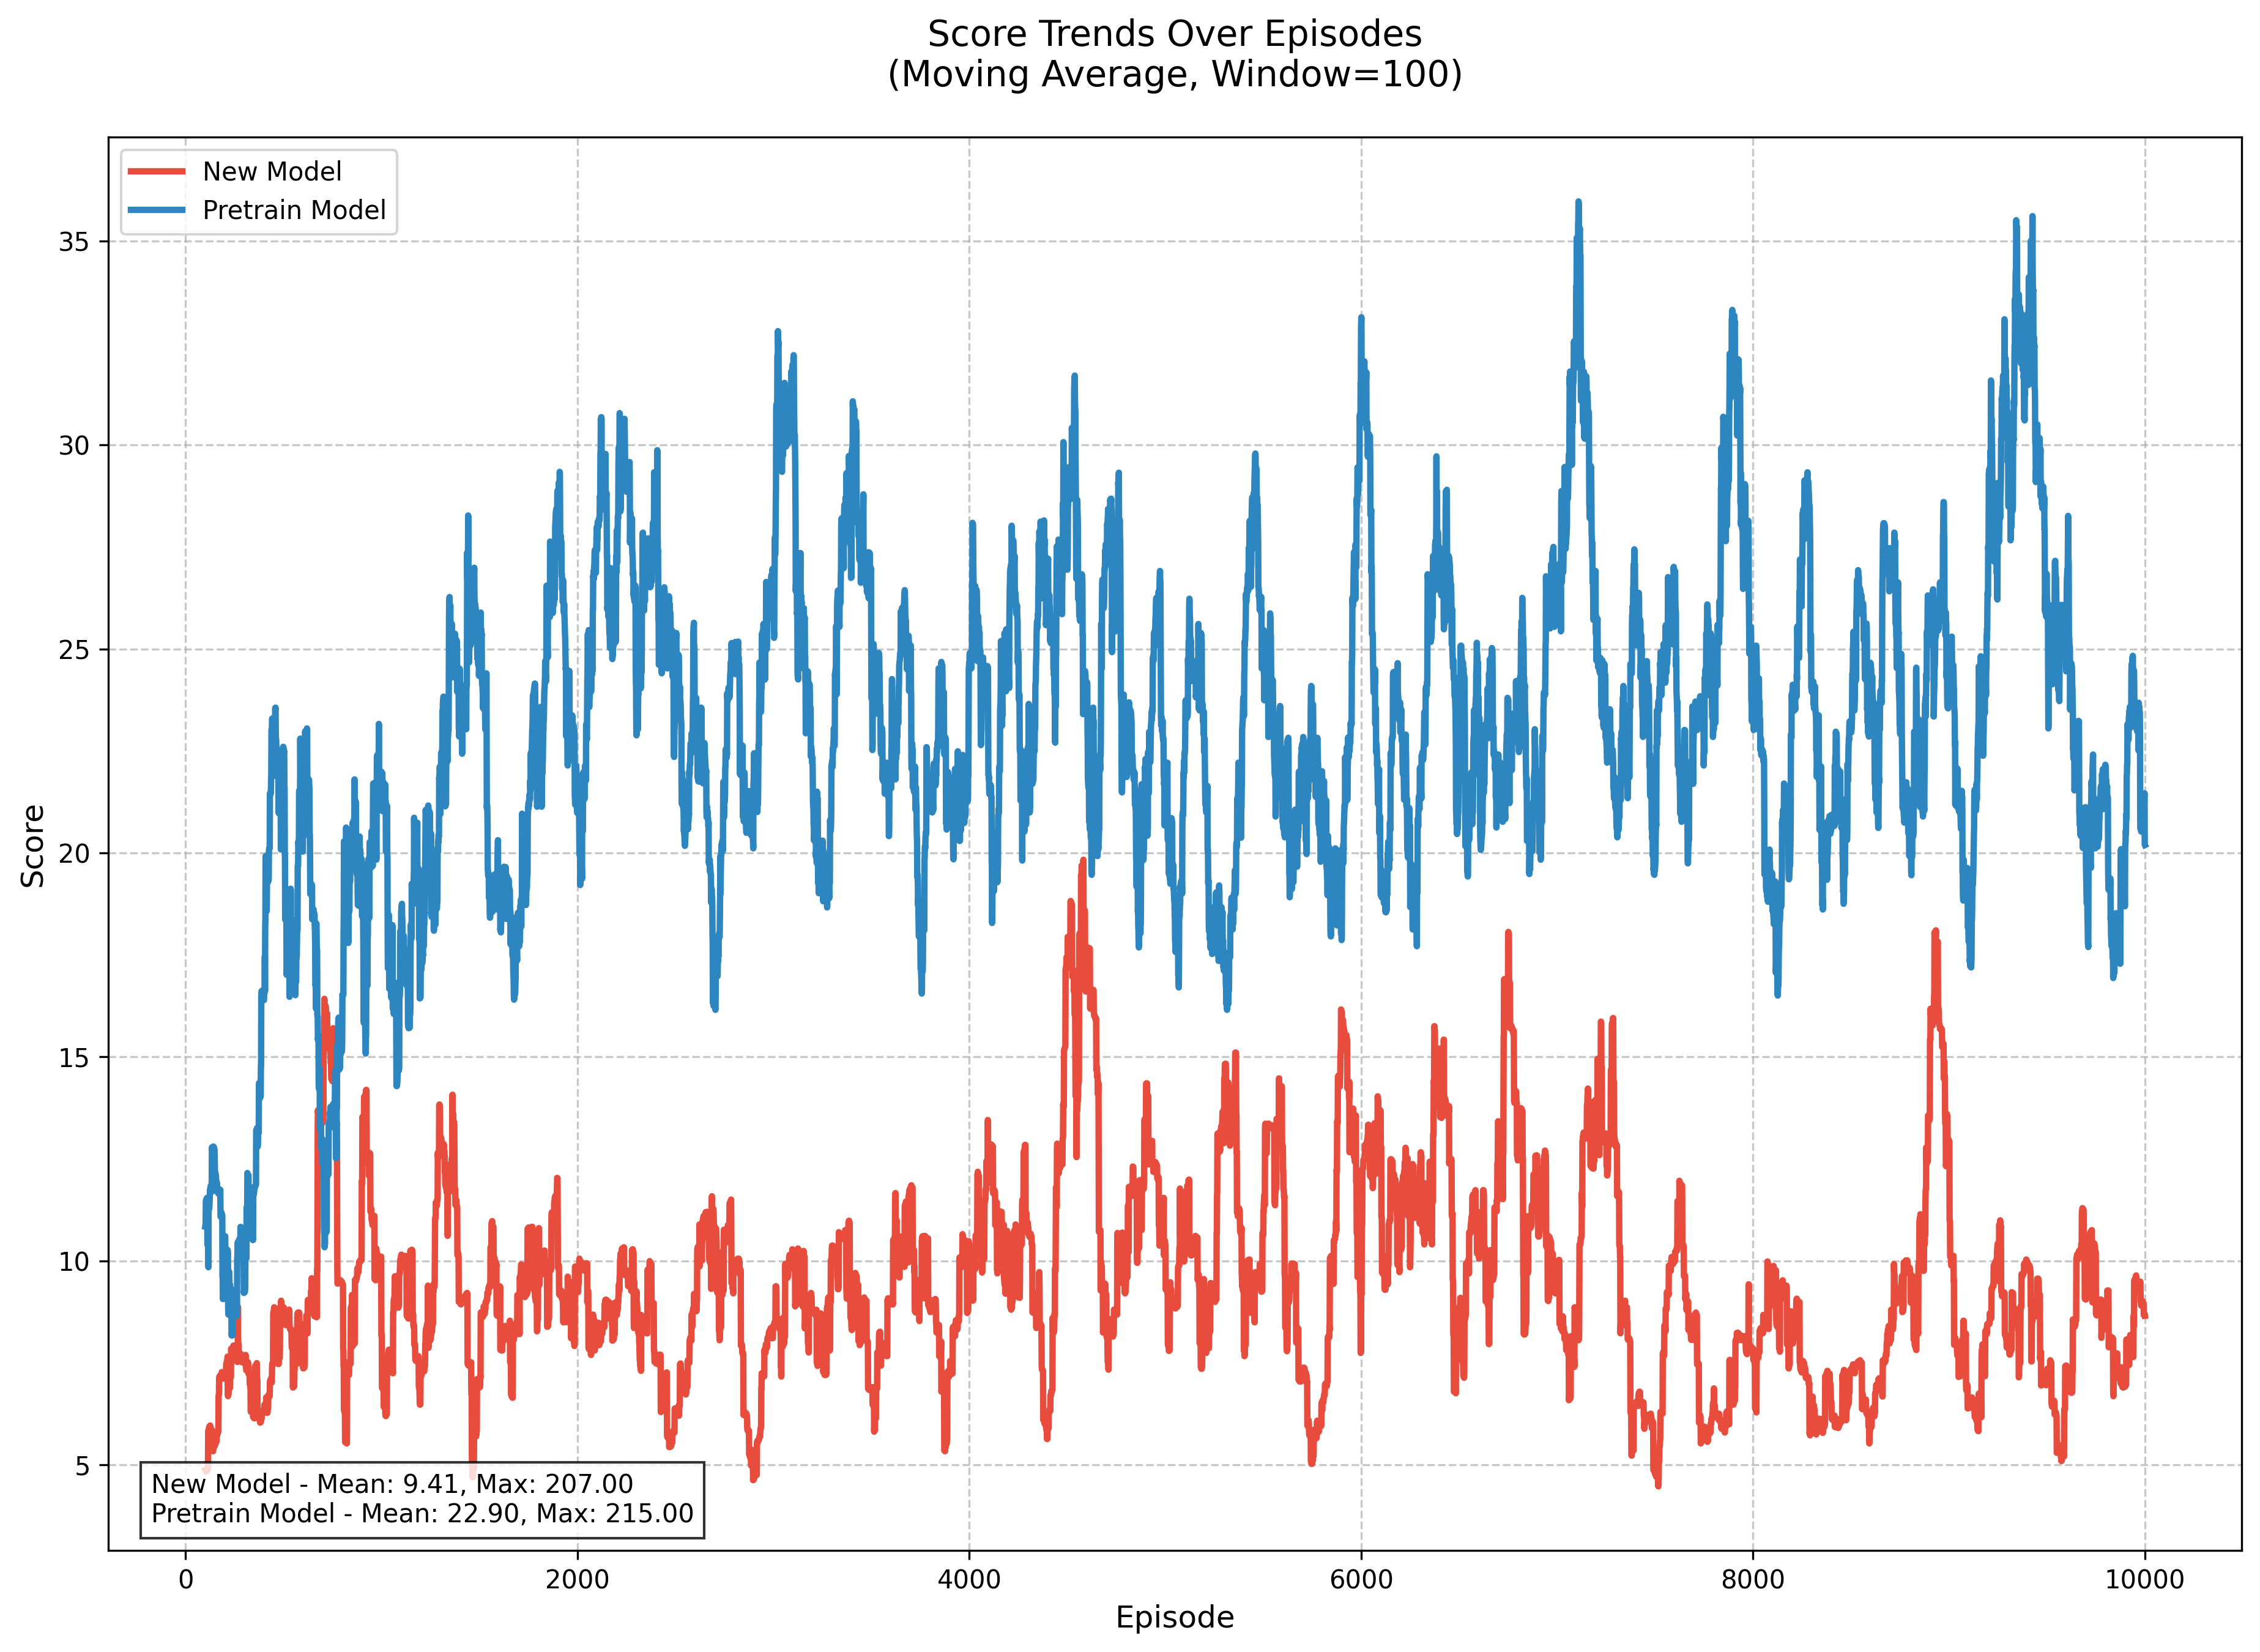 Score Trends Over Episodes
(Moving Average, Window=100)
New Model
Pretrain Model
35
30
25
20
15
10
5
Score
New Model - Mean: 9.41, Max: 207.00
Pretrain Model - Mean: 22.90, Max: 215.00
0
2000
4000
6000
8000
10000
Episode